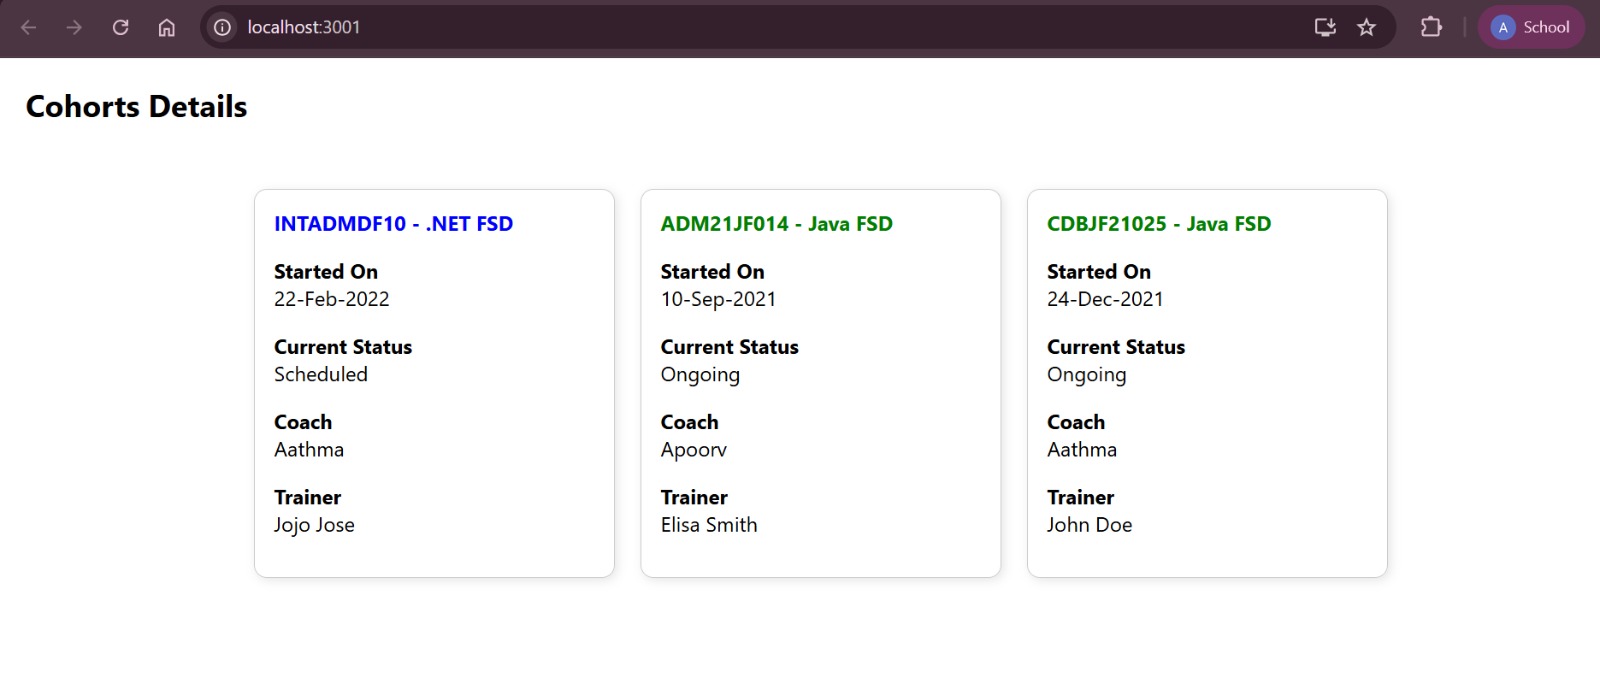 localhost:3001
A School
Cohorts Details
INTADMDF10 - .NET FSD
Started On
22-Feb-2022
Current Status
Scheduled
Coach
Aathma
Trainer
Jojo Jose
ADM21JF014 - Java FSD
Started On
10-Sep-2021
Current Status
Ongoing
Coach
Apoorv
Trainer
Elisa Smith
CDBJF21025 - Java FSD
Started On
24-Dec-2021
Current Status
Ongoing
Coach
Aathma
Trainer
John Doe